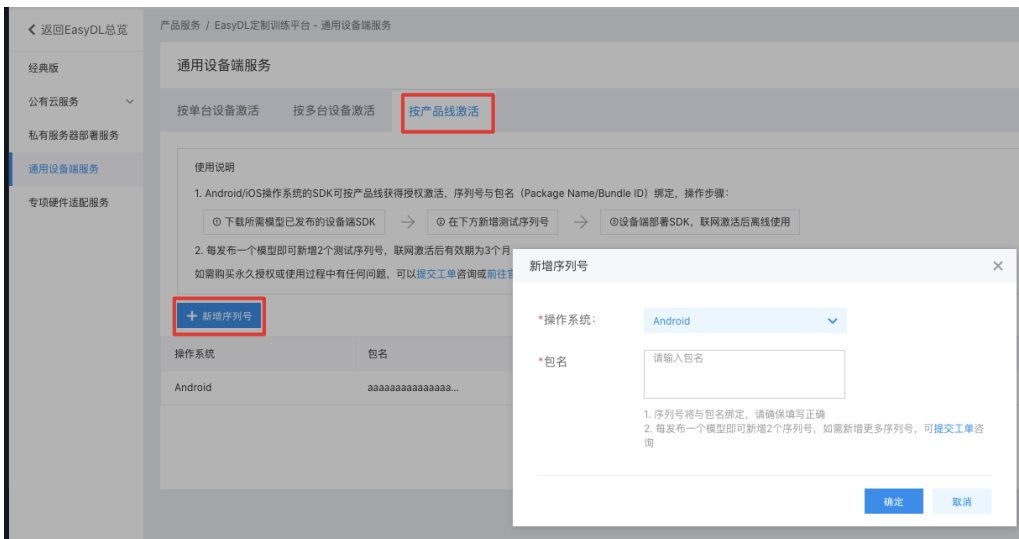 返回EasyDL总览
产品服务 / EasyDL定制训练平台 - 通用设备端服务
经典版
公有云服务
私有服务器部署服务
通用设备端服务
专项硬件适配服务
通用设备端服务
按单台设备激活 按多台设备激活 按产品线激活
使用说明
1. Android/iOS操作系统的SDK可按产品线获得授权激活，序列号与包名（Package Name/Bundle ID）绑定，操作步骤：
① 下载所需模型已发布的设备端SDK → ② 在下方新增测试序列号 → ③设备端部署SDK，联网激活后离线使用
2. 每发布一个模型即可新增2个测试序列号，联网激活后有效期为3个月
如需购买永久授权或使用过程中有任何问题，可以提交工单咨询或前往
+ 新增序列号
操作系统 包名
Android aaaaaaaaaaaaaaa...
新增序列号
*操作系统： Android
*包名 请输入包名
1. 序列号将与包名绑定，请确保填写正确
2. 每发布一个模型即可新增2个序列号，如需新增更多序列号，可提交工单咨
询
确定 取消